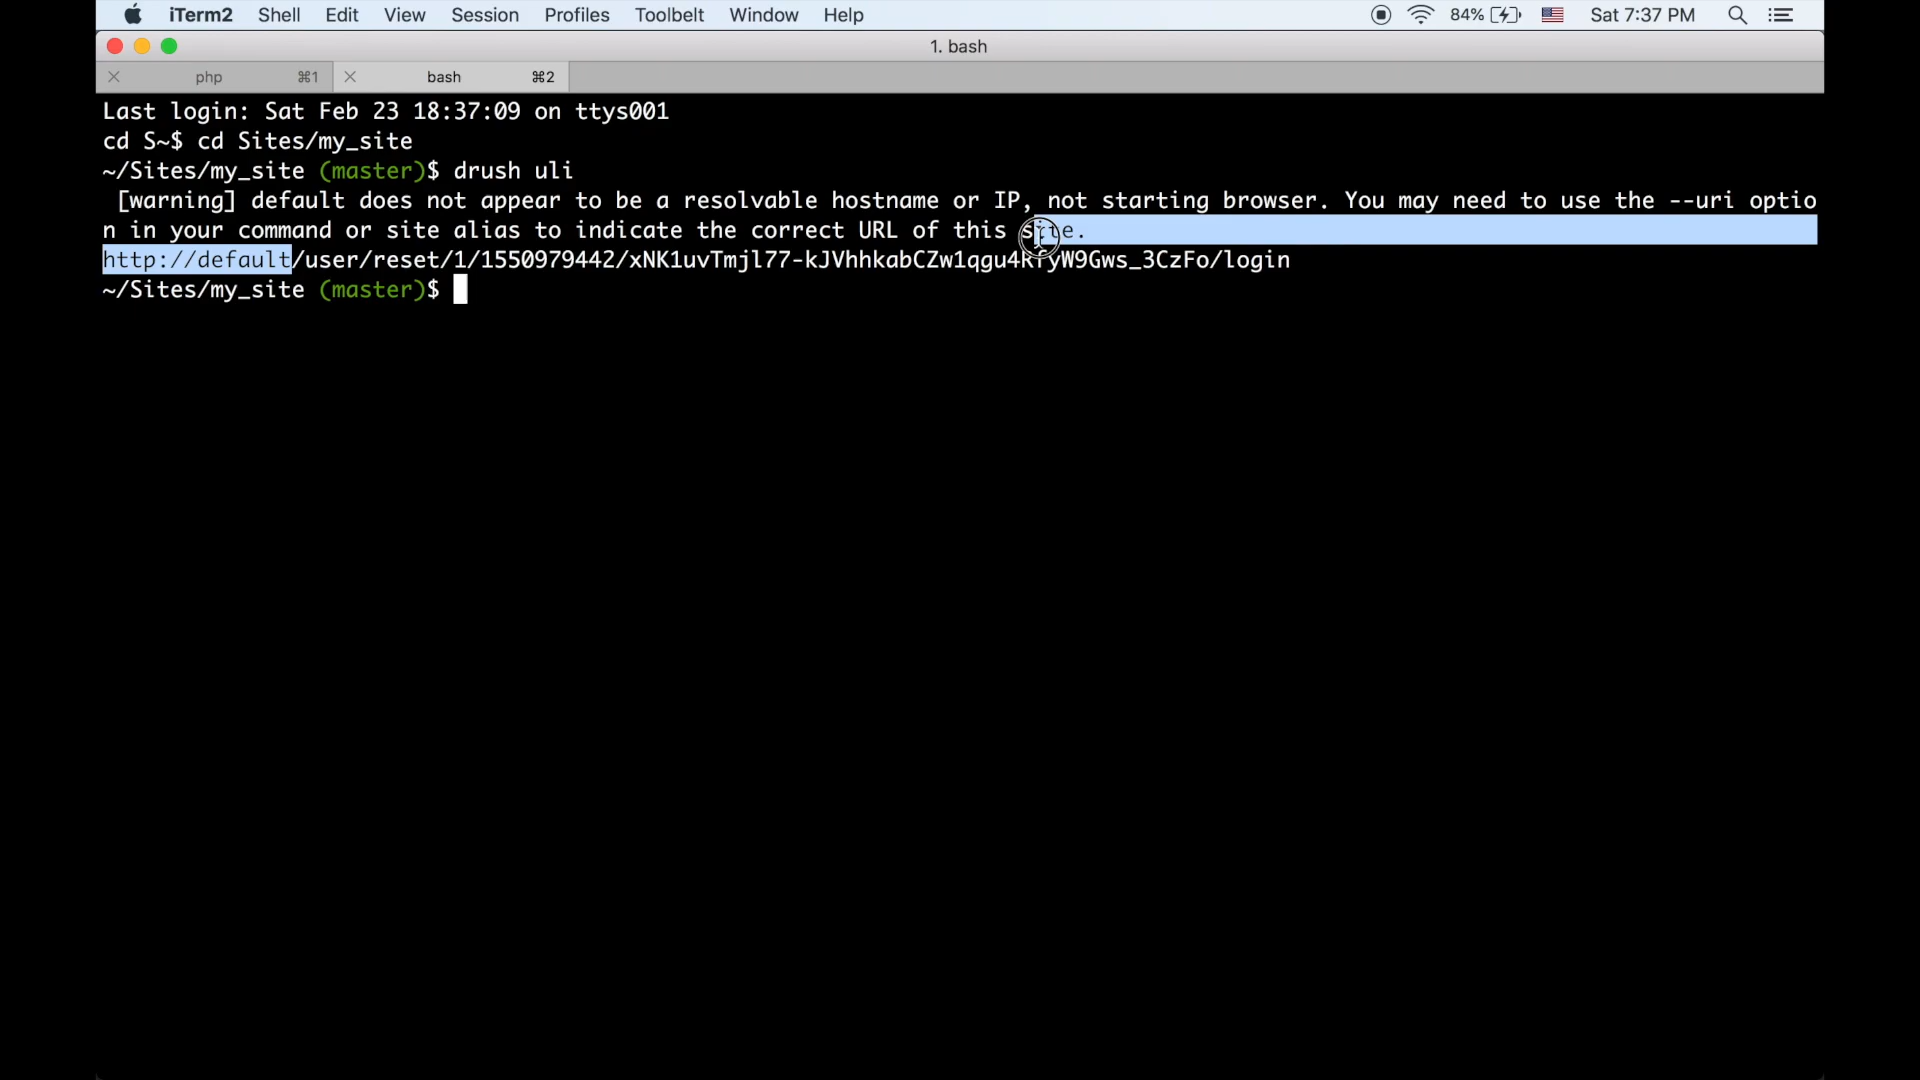 iTerm2 Shell Edit View Session Profiles Toolbelt Window Help 84% Sat 7:37 PM
1. bash
php ⌘1 bash ⌘2
Last login: Sat Feb 23 18:37:09 on ttys001
cd S~$ cd Sites/my_site
~/Sites/my_site (master)$ drush uli
[warning] default does not appear to be a resolvable hostname or IP, not starting browser. You may need to use the --uri optio
n in your command or site alias to indicate the correct URL of this site.
http://default/user/reset/1/1550979442/xNK1uvTmjl77-kJVhhkabCZw1qgu4RfyW9Gws_3CzFo/login
~/Sites/my_site (master)$